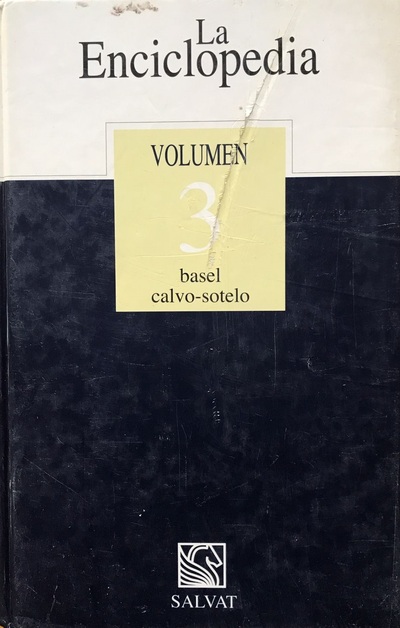 La
Enciclopedia
VOLUMEN
3
basel
calvo-sotelo
SALVAT